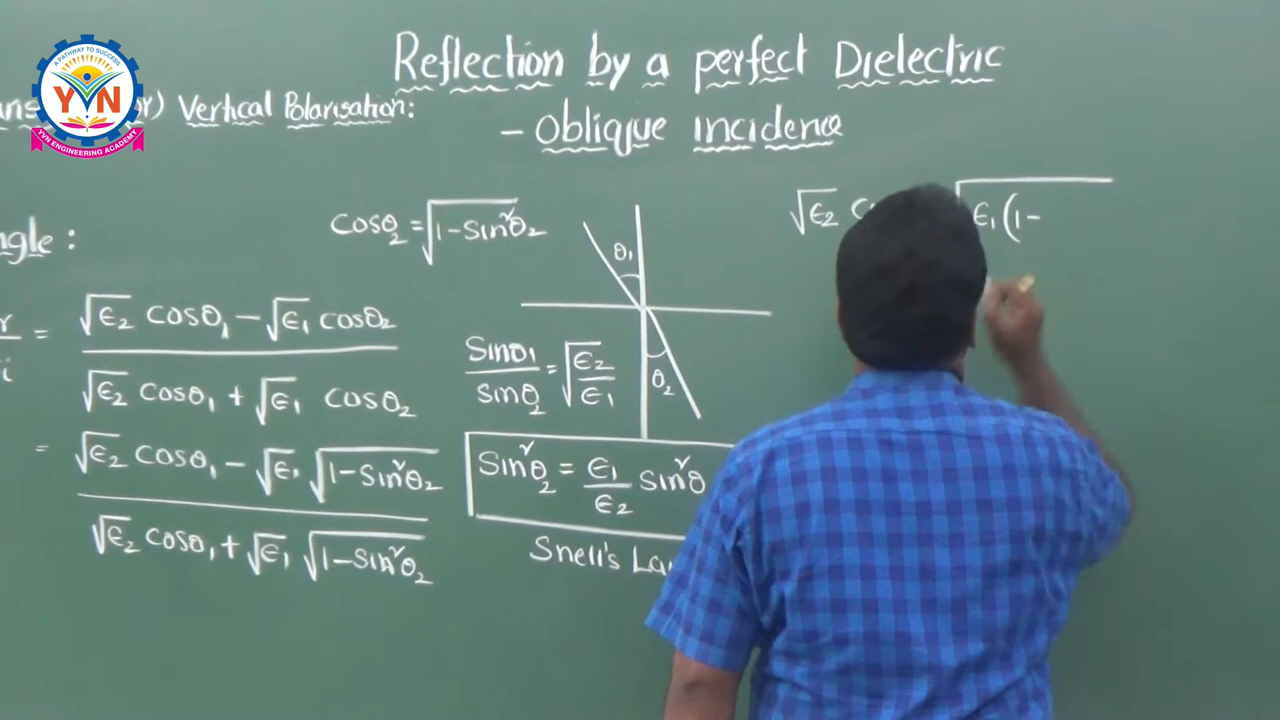 A PATHWAY TO SUCCESS
YVN
YVN ENGINEERING ACADEMY
Reflection by a perfect Dielectric
Vertical Polarisation:
- Oblique incidence
ngle:
cosθ₂ = √(1-sin²θ₂)
θ₁
θ₂
= √ϵ₂ cosθ₁ - √ϵ₁ cosθ₂
√ϵ₂ cosθ₁ + √ϵ₁ cosθ₂
= √ϵ₂ cosθ₁ - √ϵ₁ √(1-sin²θ₂)
√ϵ₂ cosθ₁ + √ϵ₁ √(1-sin²θ₂)
sinθ₁/sinθ₂ = √(ϵ₂/ϵ₁)
sin²θ₂ = ϵ₁/ϵ₂ sin²θ
Snell's La
√ϵ₂ c
√ϵ₁(1-